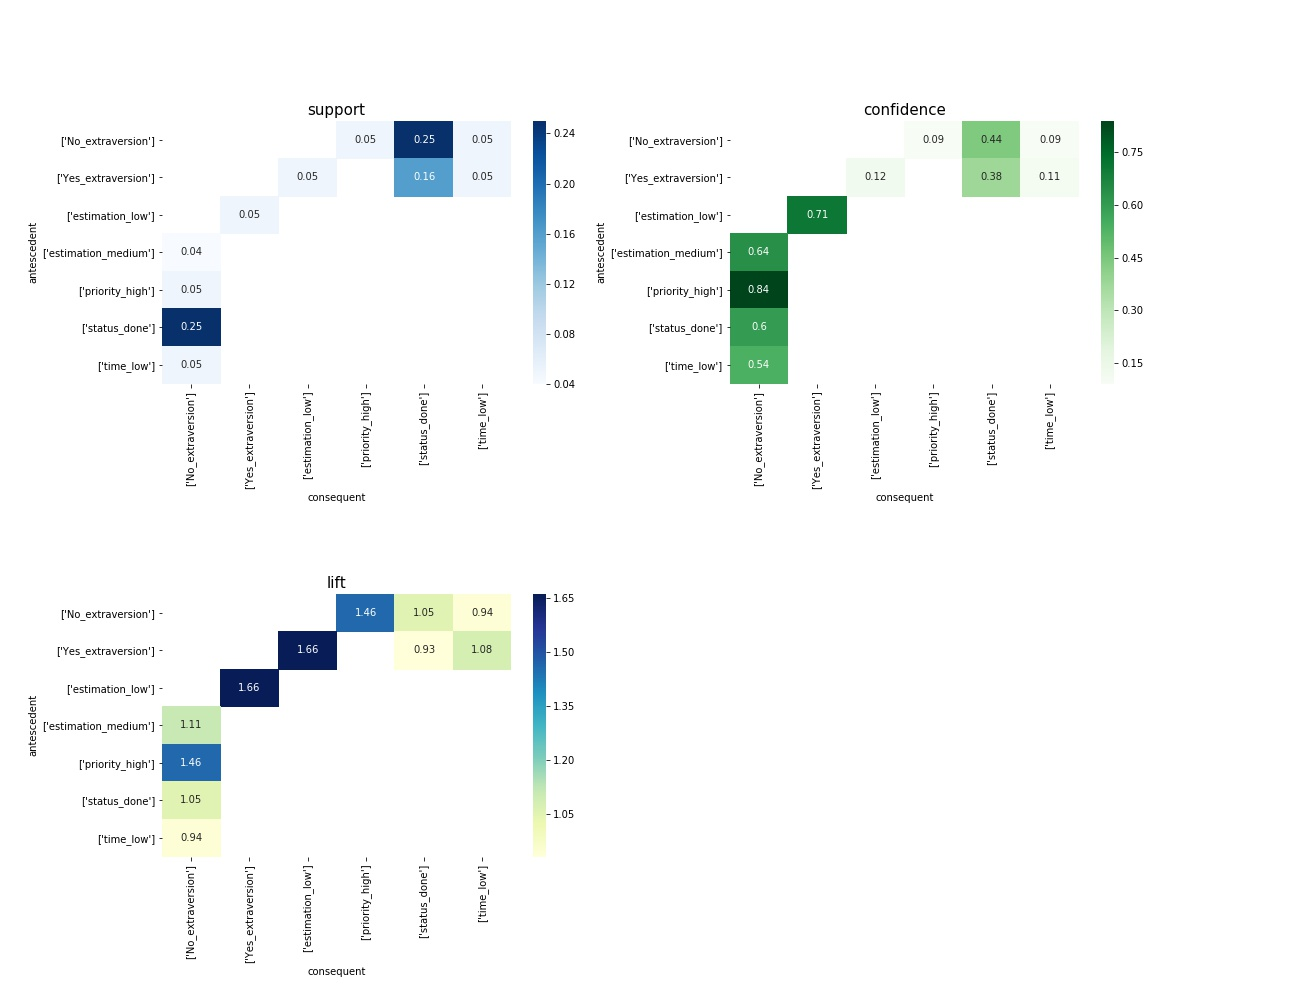 support
['No_extraversion'] 0.05 0.25 0.05
['Yes_extraversion'] 0.05 0.16 0.05
['estimation_low'] 0.05
['estimation_medium'] 0.04
['priority_high'] 0.05
['status_done'] 0.25
['time_low'] 0.05
antescedent
['No_extraversion'] ['Yes_extraversion'] ['estimation_low'] ['priority_high'] ['status_done'] ['time_low']
consequent
0.24
0.20
0.16
0.12
0.08
0.04
confidence
['No_extraversion'] 0.09 0.44 0.09
['Yes_extraversion'] 0.12 0.38 0.11
['estimation_low'] 0.71
['estimation_medium'] 0.64
['priority_high'] 0.84
['status_done'] 0.6
['time_low'] 0.54
antescedent
['No_extraversion'] ['Yes_extraversion'] ['estimation_low'] ['priority_high'] ['status_done'] ['time_low']
consequent
0.75
0.60
0.45
0.30
0.15
lift
['No_extraversion'] 1.46 1.05 0.94
['Yes_extraversion'] 1.66 0.93 1.08
['estimation_low'] 1.66
['estimation_medium'] 1.11
['priority_high'] 1.46
['status_done'] 1.05
['time_low'] 0.94
antescedent
['No_extraversion'] ['Yes_extraversion'] ['estimation_low'] ['priority_high'] ['status_done'] ['time_low']
consequent
1.65
1.50
1.35
1.20
1.05